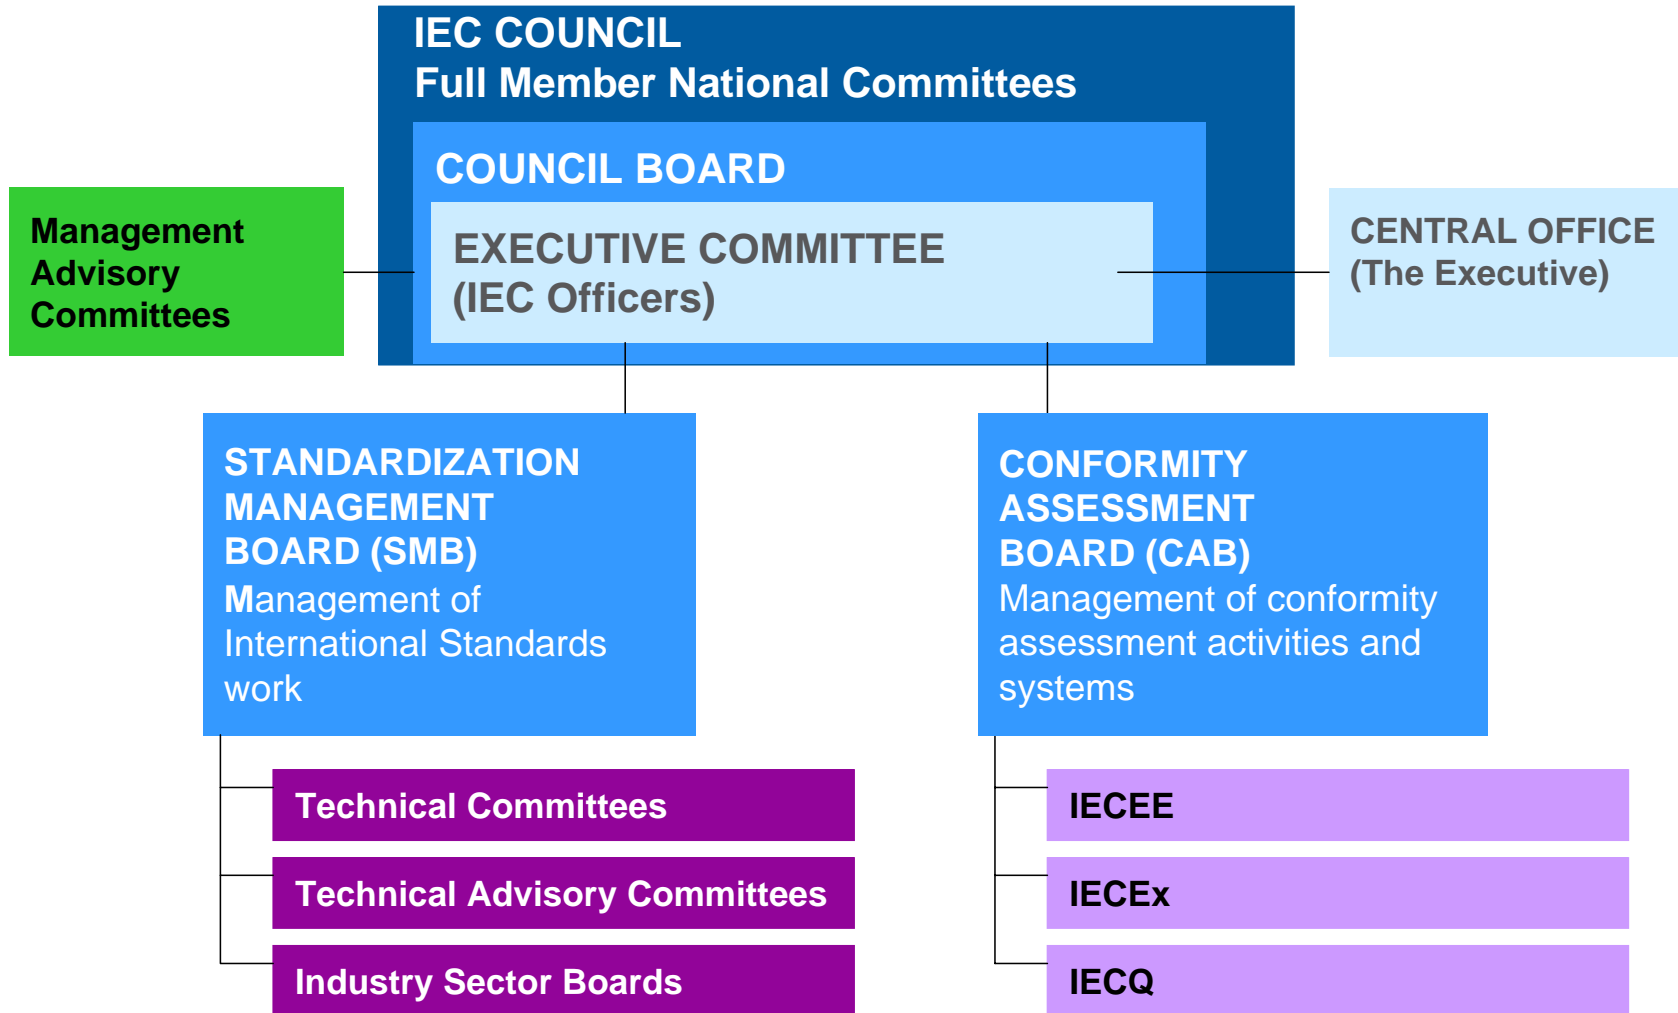 IEC COUNCIL
Full Member National Committees
COUNCIL BOARD
EXECUTIVE COMMITTEE
(IEC Officers)
Management
Advisory
Committees
CENTRAL OFFICE
(The Executive)
STANDARDIZATION
MANAGEMENT
BOARD (SMB)
Management of
International Standards
work
CONFORMITY
ASSESSMENT
BOARD (CAB)
Management of conformity
assessment activities and
systems
Technical Committees
Technical Advisory Committees
Industry Sector Boards
IECEE
IECEx
IECQ